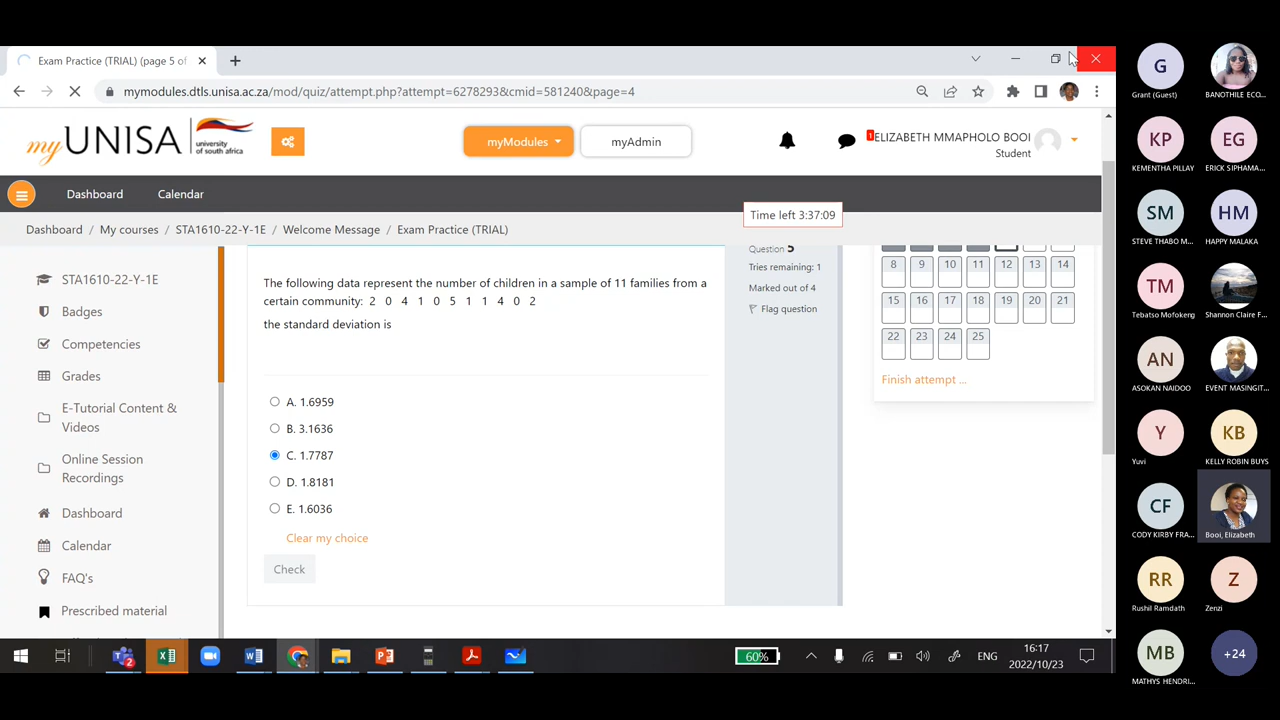 Exam Practice (TRIAL) (page 5 of
mymodules.dtls.unisa.ac.za/mod/quiz/attempt.php?attempt=6278293&cmid=581240&page=4
my UNISA university of south africa
myModules
myAdmin
1
ELIZABETH MMAPHOLO BOOI
Student
Dashboard
Calendar
Time left 3:37:09
Dashboard / My courses / STA1610-22-Y-1E / Welcome Message / Exam Practice (TRIAL)
STA1610-22-Y-1E
Badges
Competencies
Grades
E-Tutorial Content &
Videos
Online Session
Recordings
Dashboard
Calendar
FAQ's
Prescribed material
The following data represent the number of children in a sample of 11 families from a
certain community: 2 0 4 1 0 5 1 1 4 0 2
the standard deviation is
A. 1.6959
B. 3.1636
C. 1.7787
D. 1.8181
E. 1.6036
Clear my choice
Check
Question 5
Tries remaining: 1
Marked out of 4
Flag question
8 9 10 11 12 13 14
15 16 17 18 19 20 21
22 23 24 25
Finish attempt ...
2
60%
ENG
16:17
2022/10/23
G
Grant (Guest)
BANOTHILE ECO...
KP
KEMENTHA PILLAY
EG
ERICK SIPHAMA...
SM
STEVE THABO M...
HM
HAPPY MALAKA
TM
Tebatso Mofokeng
Shannon Claire F...
AN
ASOKAN NAIDOO
EVENT MASINGIT...
Y
Yuvi
KB
KELLY ROBIN BUYS
CF
CODY KIRBY FRA...
Booi, Elizabeth
RR
Rushil Ramdath
Z
Zenzi
MB
MATHYS HENDRI...
+24